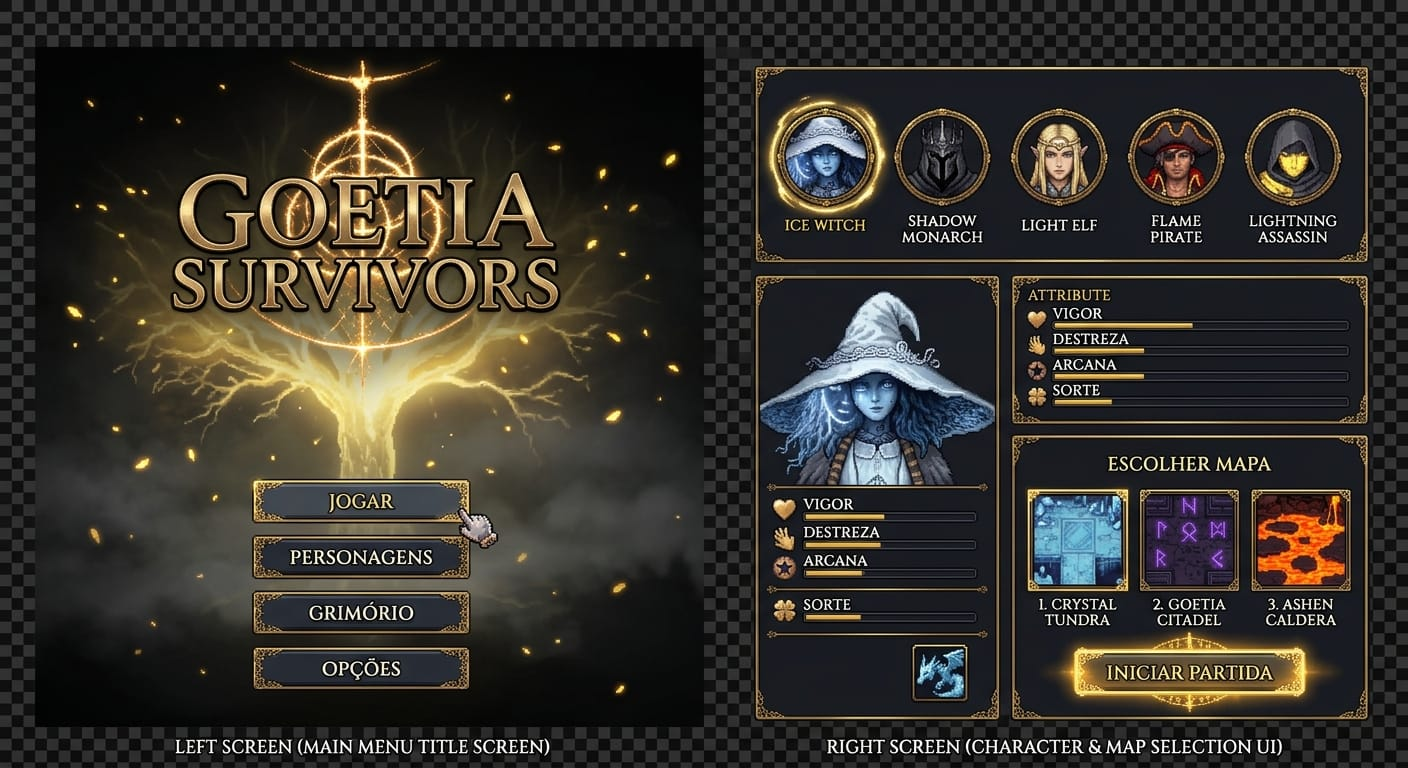 GOETIA
SURVIVORS
JOGAR
PERSONAGENS
GRIMÓRIO
OPÇÕES
LEFT SCREEN (MAIN MENU TITLE SCREEN)
ICE WITCH
SHADOW
MONARCH
LIGHT ELF
FLAME
PIRATE
LIGHTNING
ASSASSIN
VIGOR
DESTREZA
ARCANA
SORTE
ATTRIBUTE
VIGOR
DESTREZA
ARCANA
SORTE
ESCOLHER MAPA
1. CRYSTAL
TUNDRA
2. GOETIA
CITADEL
3. ASHEN
CALDERA
INICIAR PARTIDA
RIGHT SCREEN (CHARACTER & MAP SELECTION UI)